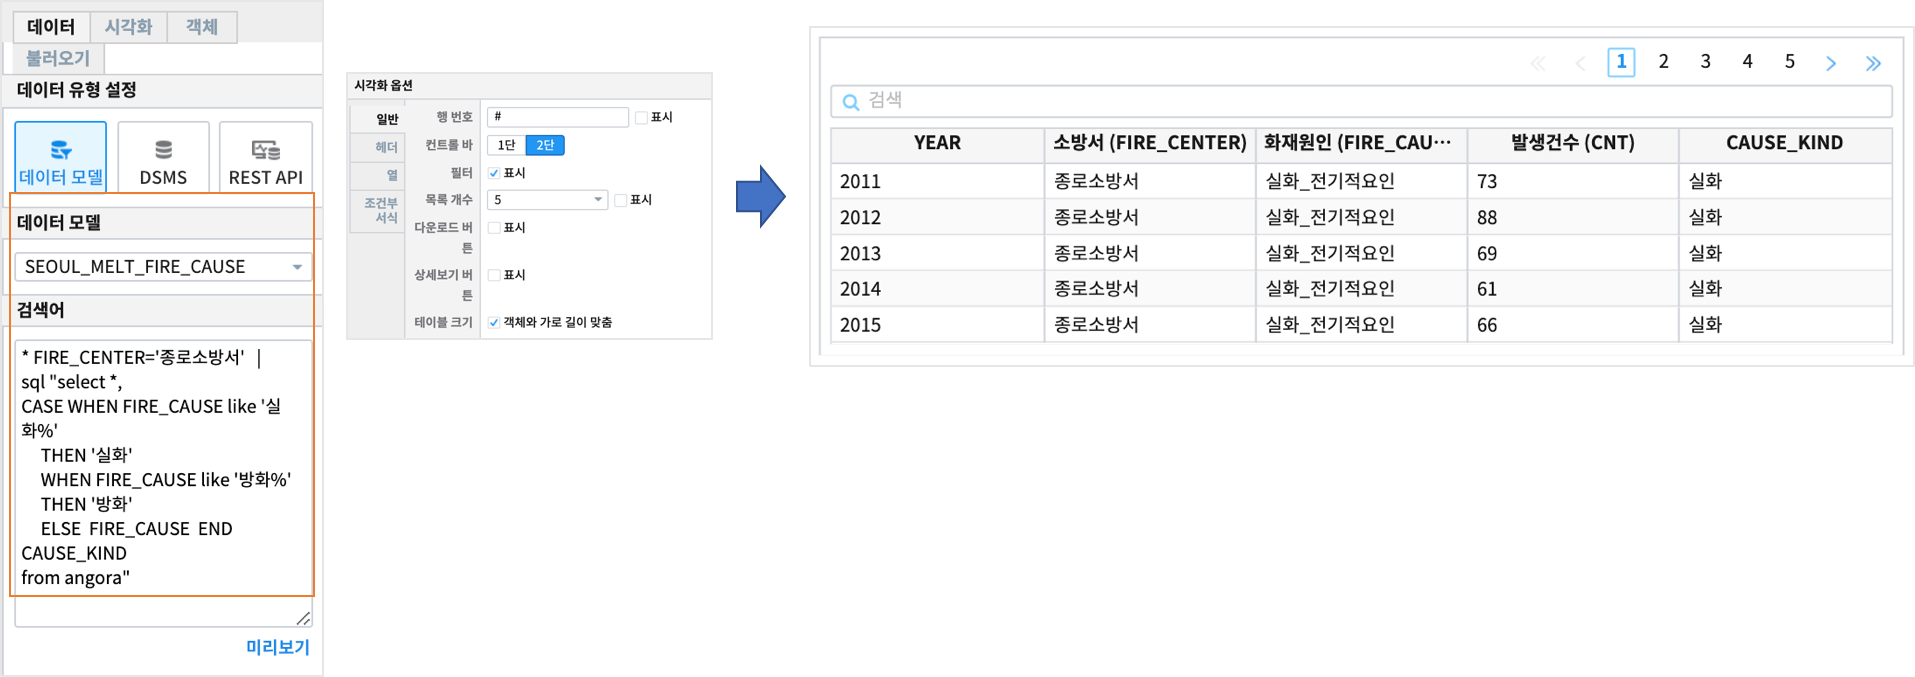 데이터 시각화 객체
불러오기
데이터 유형 설정
데이터 모델 DSMS REST API
데이터 모델
SEOUL_MELT_FIRE_CAUSE
검색어
* FIRE_CENTER='종로소방서' |
sql "select *,
CASE WHEN FIRE_CAUSE like '실
화%'
THEN '실화'
WHEN FIRE_CAUSE like '방화%'
THEN '방화'
ELSE FIRE_CAUSE END
CAUSE_KIND
from angora"
미리보기
시각화 옵션
일반
헤더
열
조건부
서식
행 번호 # 표시
컨트롤 바 1단 2단
필터 표시
목록 개수 5 표시
다운로드 버
튼
표시
상세보기 버
튼
표시
테이블 크기 객체와 가로 길이 맞춤
« ‹ 1 2 3 4 5 › »
검색
YEAR 소방서 (FIRE_CENTER) 화재원인 (FIRE_CAU… 발생건수 (CNT) CAUSE_KIND
2011 종로소방서 실화_전기적요인 73 실화
2012 종로소방서 실화_전기적요인 88 실화
2013 종로소방서 실화_전기적요인 69 실화
2014 종로소방서 실화_전기적요인 61 실화
2015 종로소방서 실화_전기적요인 66 실화